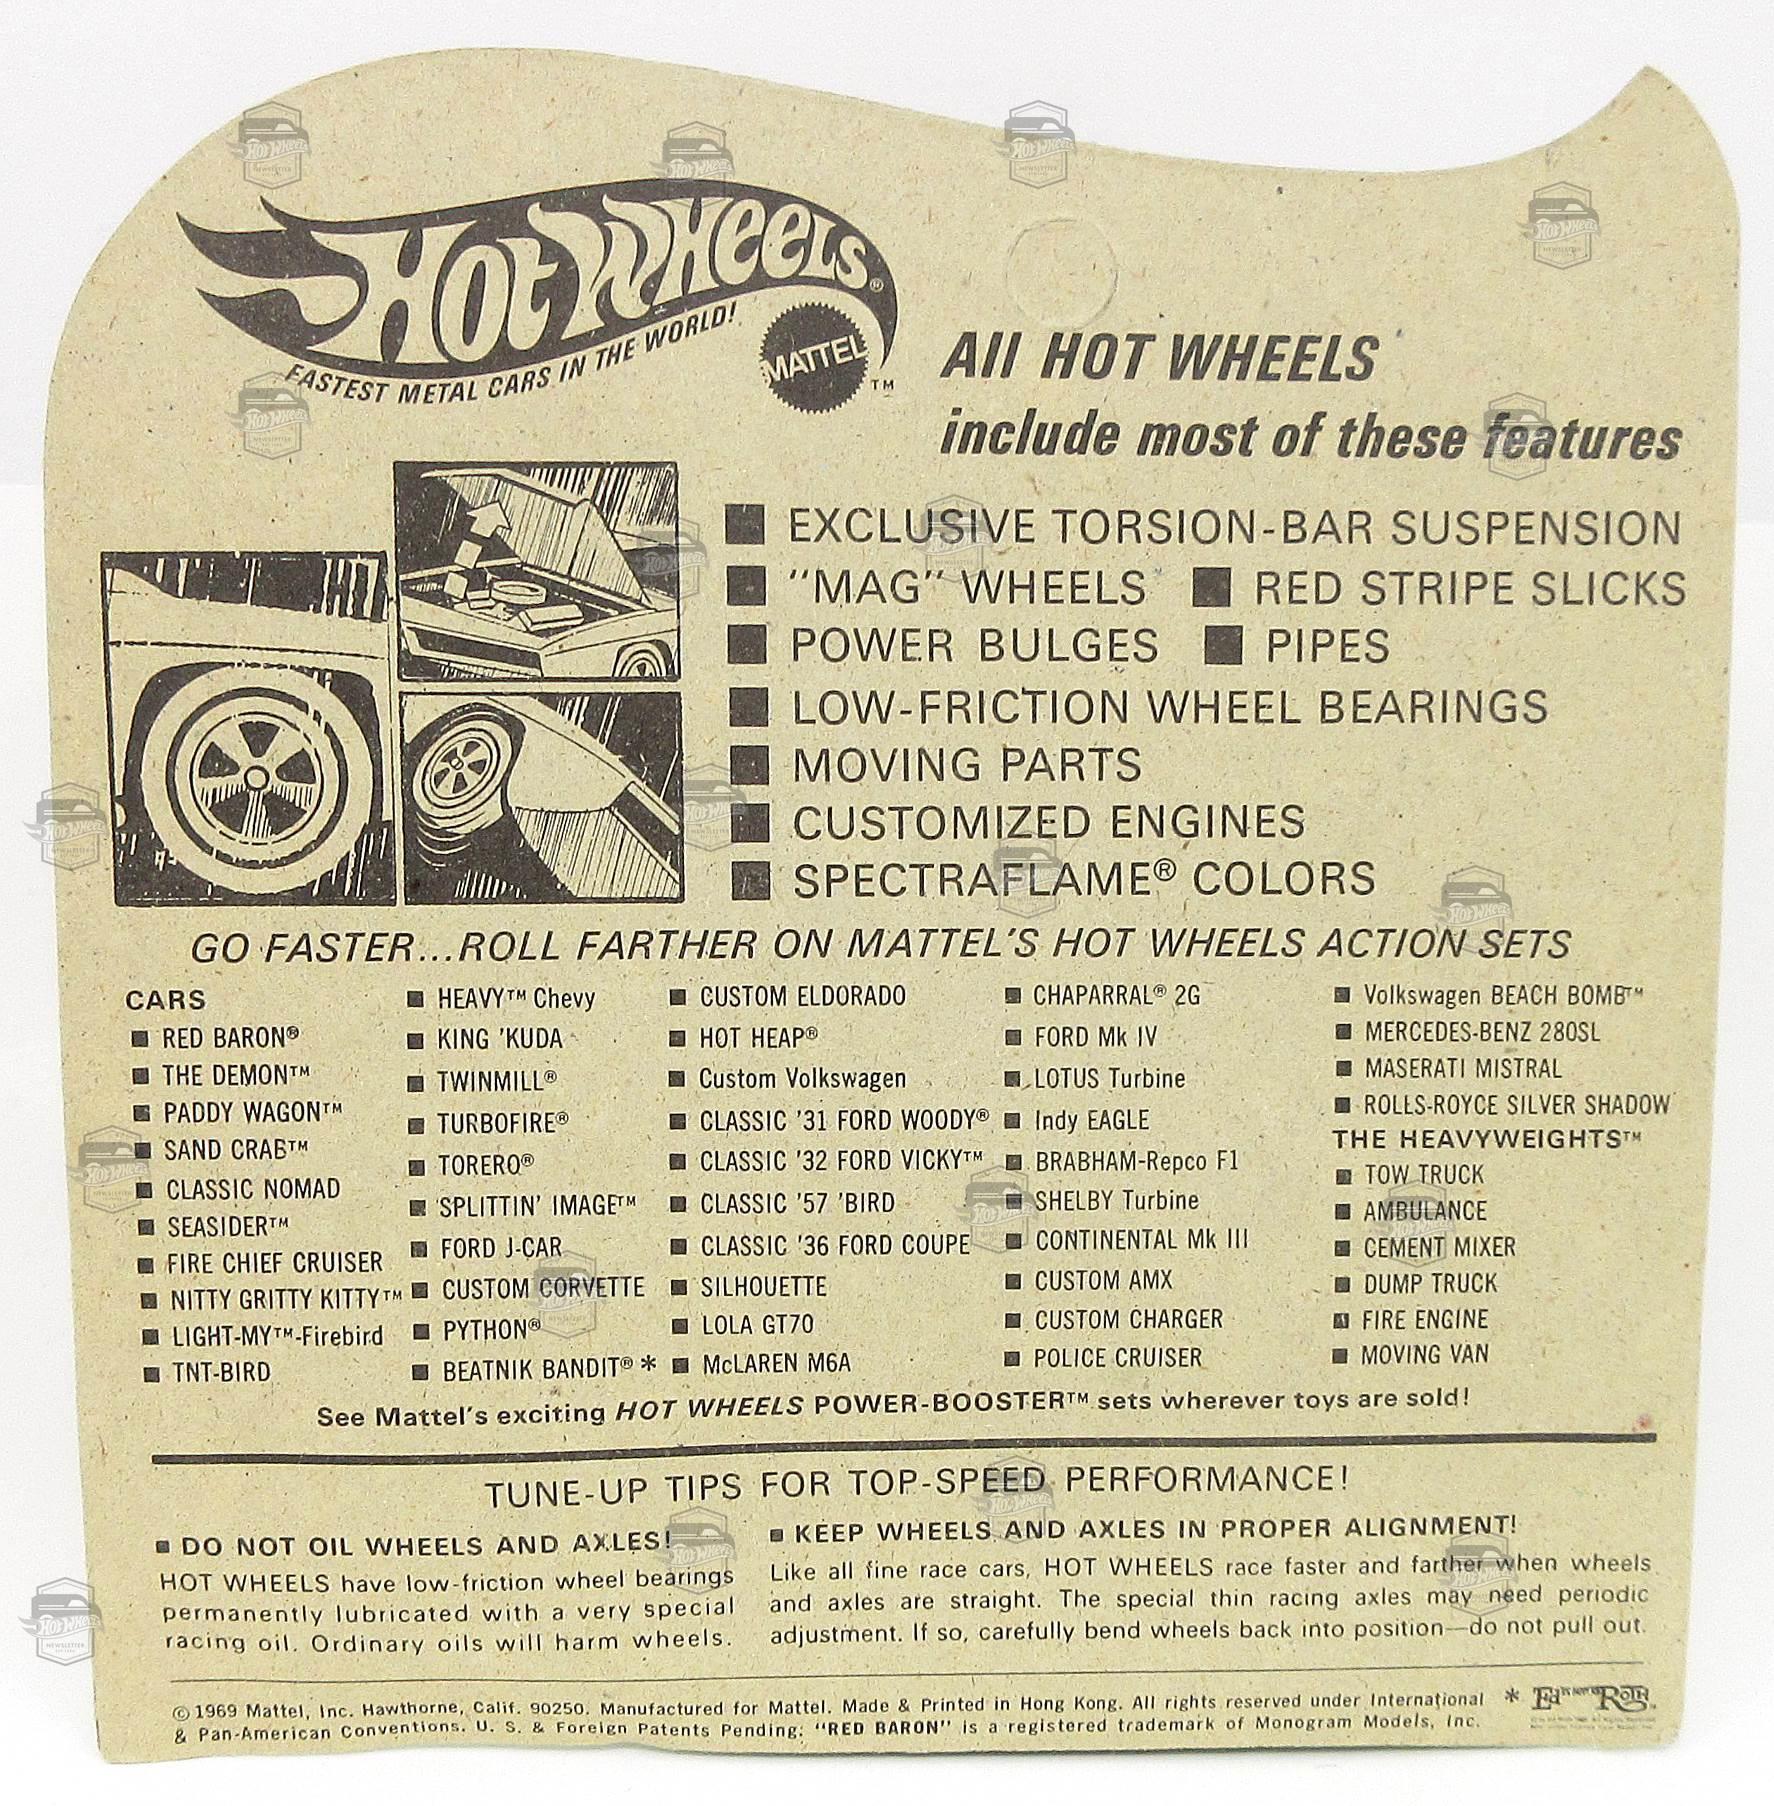 HOT WHEELS®
FASTEST METAL CARS IN THE WORLD!
MATTEL
TM
All HOT WHEELS
include most of these features
■ EXCLUSIVE TORSION-BAR SUSPENSION
■ "MAG" WHEELS ■ RED STRIPE SLICKS
■ POWER BULGES ■ PIPES
■ LOW-FRICTION WHEEL BEARINGS
■ MOVING PARTS
■ CUSTOMIZED ENGINES
■ SPECTRAFLAME® COLORS
GO FASTER...ROLL FARTHER ON MATTEL'S HOT WHEELS ACTION SETS
CARS
■ RED BARON®
■ THE DEMON™
■ PADDY WAGON™
■ SAND CRAB™
■ CLASSIC NOMAD
■ SEASIDER™
■ FIRE CHIEF CRUISER
■ NITTY GRITTY KITTY™
■ LIGHT-MY™-Firebird
■ TNT-BIRD
■ HEAVY™ Chevy
■ KING 'KUDA
■ TWINMILL®
■ TURBOFIRE®
■ TORERO®
■ SPLITTIN' IMAGE™
■ FORD J-CAR
■ CUSTOM CORVETTE
■ PYTHON®
■ BEATNIK BANDIT® *
■ CUSTOM ELDORADO
■ HOT HEAP®
■ Custom Volkswagen
■ CLASSIC '31 FORD WOODY®
■ CLASSIC '32 FORD VICKY™
■ CLASSIC '57 'BIRD
■ CLASSIC '36 FORD COUPE
■ SILHOUETTE
■ LOLA GT70
■ McLAREN M6A
■ CHAPARRAL® 2G
■ FORD Mk IV
■ LOTUS Turbine
■ Indy EAGLE
■ BRABHAM-Repco F1
■ SHELBY Turbine
■ CONTINENTAL Mk III
■ CUSTOM AMX
■ CUSTOM CHARGER
■ POLICE CRUISER
■ Volkswagen BEACH BOMB™
■ MERCEDES-BENZ 280SL
■ MASERATI MISTRAL
■ ROLLS-ROYCE SILVER SHADOW
THE HEAVYWEIGHTS™
■ TOW TRUCK
■ AMBULANCE
■ CEMENT MIXER
■ DUMP TRUCK
■ FIRE ENGINE
■ MOVING VAN
See Mattel's exciting HOT WHEELS POWER-BOOSTER™ sets wherever toys are sold!
TUNE-UP TIPS FOR TOP-SPEED PERFORMANCE!
■ DO NOT OIL WHEELS AND AXLES!
HOT WHEELS have low-friction wheel bearings
permanently lubricated with a very special
racing oil. Ordinary oils will harm wheels.
■ KEEP WHEELS AND AXLES IN PROPER ALIGNMENT!
Like all fine race cars, HOT WHEELS race faster and farther when wheels
and axles are straight. The special thin racing axles may need periodic
adjustment. If so, carefully bend wheels back into position—do not pull out.
©1969 Mattel, Inc. Hawthorne, Calif. 90250. Manufactured for Mattel. Made & Printed in Hong Kong. All rights reserved under International
& Pan-American Conventions. U. S. & Foreign Patents Pending. "RED BARON" is a registered trademark of Monogram Models, Inc.
* Ed Roth